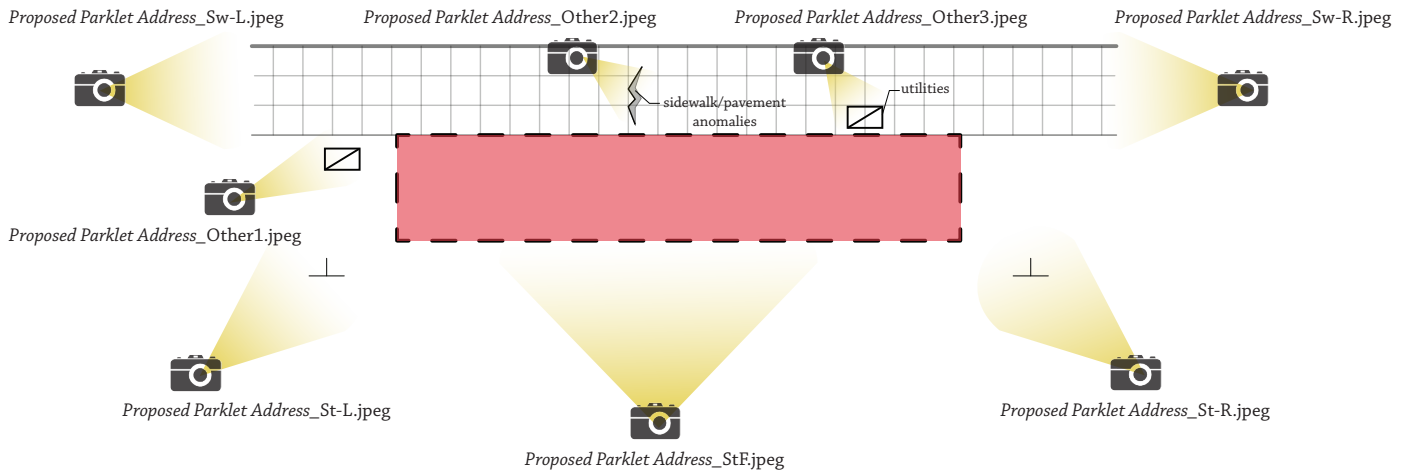 Proposed Parklet Address_Sw-L.jpeg
Proposed Parklet Address_Other2.jpeg
Proposed Parklet Address_Other3.jpeg
Proposed Parklet Address_Sw-R.jpeg
utilities
sidewalk/pavement
anomalies
Proposed Parklet Address_Other1.jpeg
Proposed Parklet Address_St-L.jpeg
Proposed Parklet Address_St-R.jpeg
Proposed Parklet Address_StF.jpeg